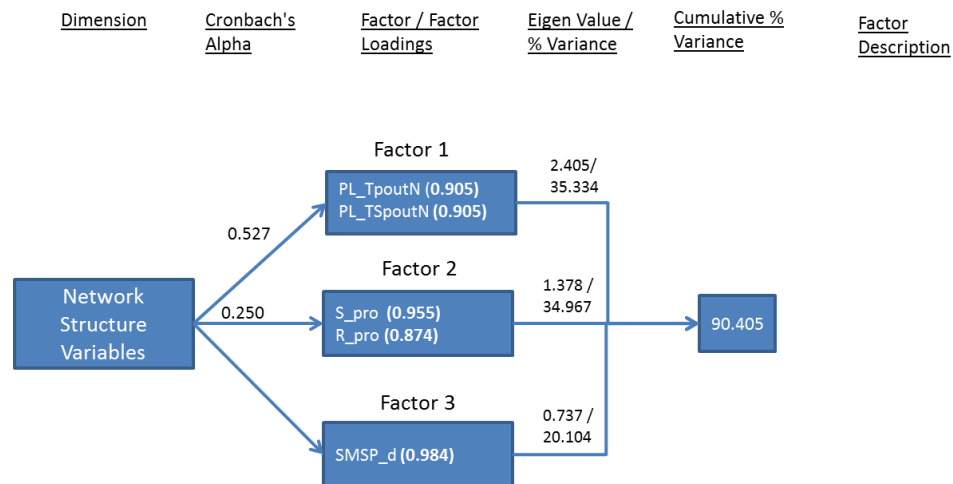 Dimension
Cronbach's
Alpha
Factor / Factor
Loadings
Eigen Value /
% Variance
Cumulative %
Variance
Factor
Description
Factor 1
2.405/
35.334
PL_TpoutN (0.905)
PL_TSpoutN (0.905)
0.527
Factor 2
1.378 /
34.967
Network
Structure
Variables
0.250
S_pro (0.955)
R_pro (0.874)
90.405
Factor 3
0.737 /
20.104
SMSP_d (0.984)